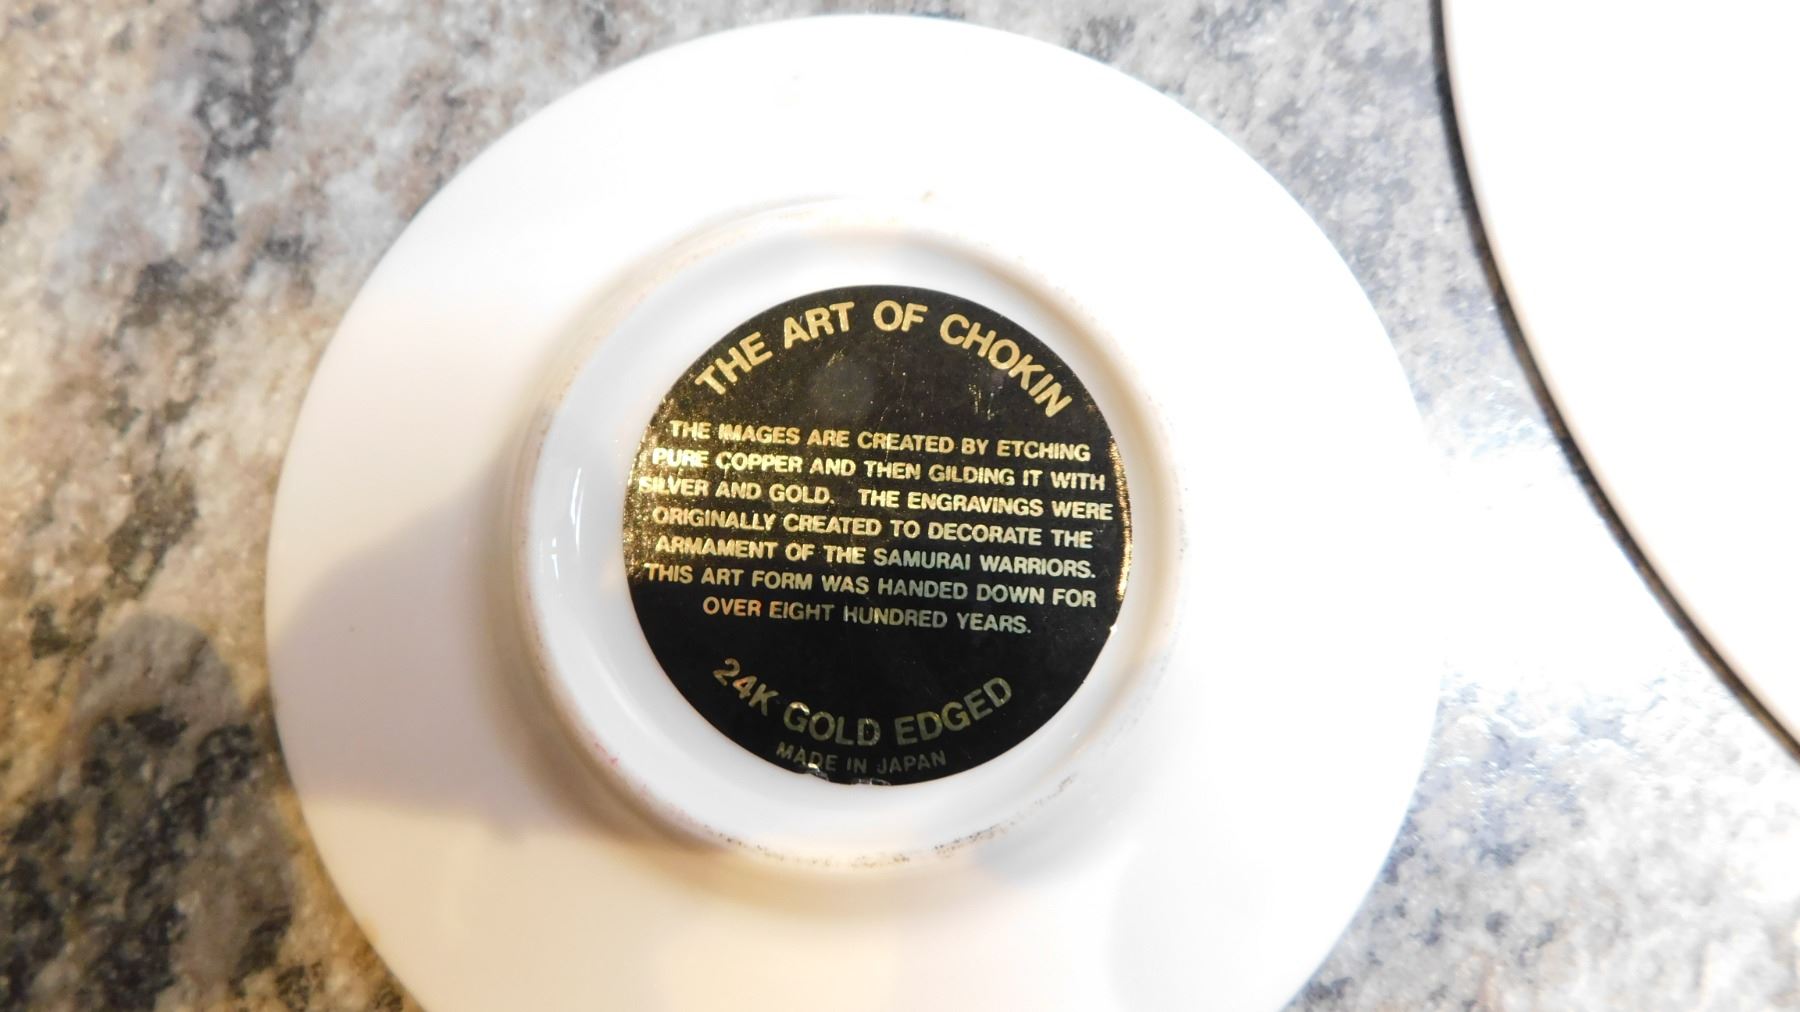 THE ART OF CHOKIN
THE IMAGES ARE CREATED BY ETCHING
PURE COPPER AND THEN GILDING IT WITH
SILVER AND GOLD. THE ENGRAVINGS WERE
ORIGINALLY CREATED TO DECORATE THE
ARMAMENT OF THE SAMURAI WARRIORS.
THIS ART FORM WAS HANDED DOWN FOR
OVER EIGHT HUNDRED YEARS.
24K GOLD EDGED
MADE IN JAPAN